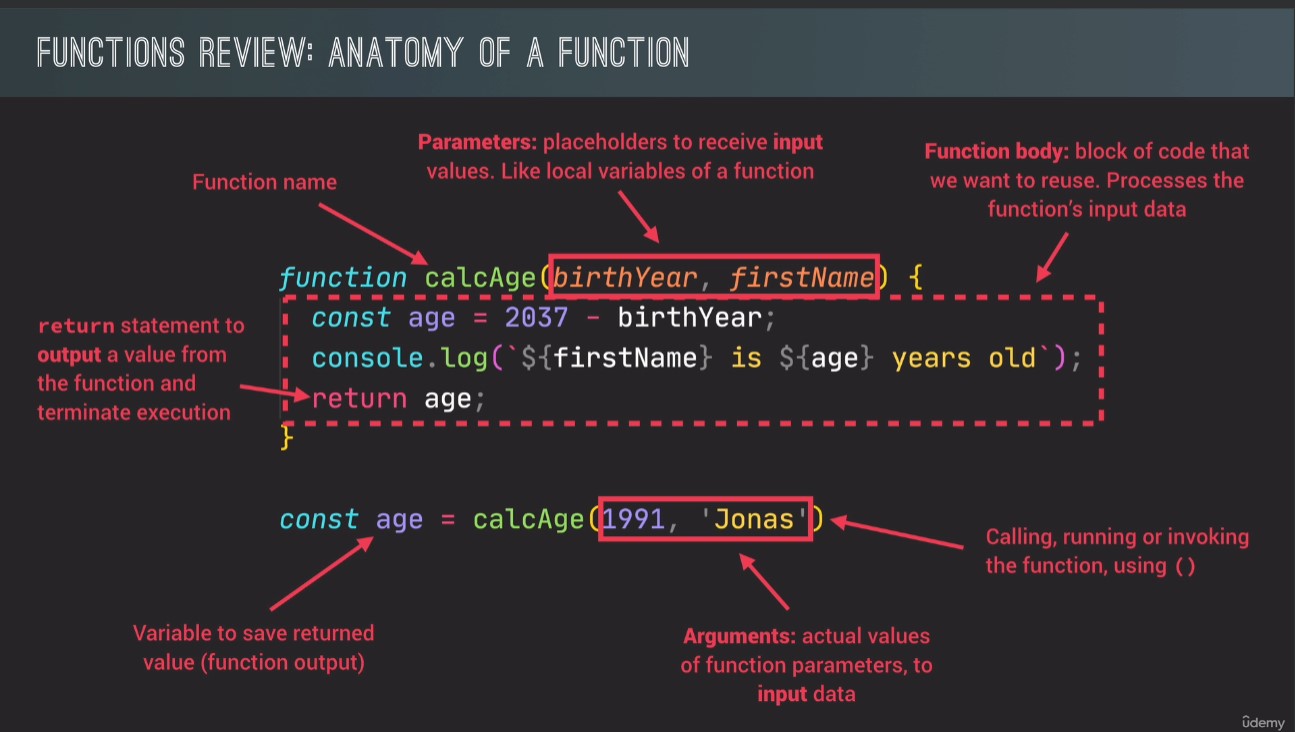 FUNCTIONS REVIEW: ANATOMY OF A FUNCTION
Parameters: placeholders to receive input
values. Like local variables of a function
Function body: block of code that
we want to reuse. Processes the
function's input data
Function name
function calcAge(birthYear, firstName) {
const age = 2037 - birthYear;
console.log(`${firstName} is ${age} years old`);
return age;
}
return statement to
output a value from
the function and
terminate execution
const age = calcAge(1991, 'Jonas')
Calling, running or invoking
the function, using ()
Variable to save returned
value (function output)
Arguments: actual values
of function parameters, to
input data
ûdemy